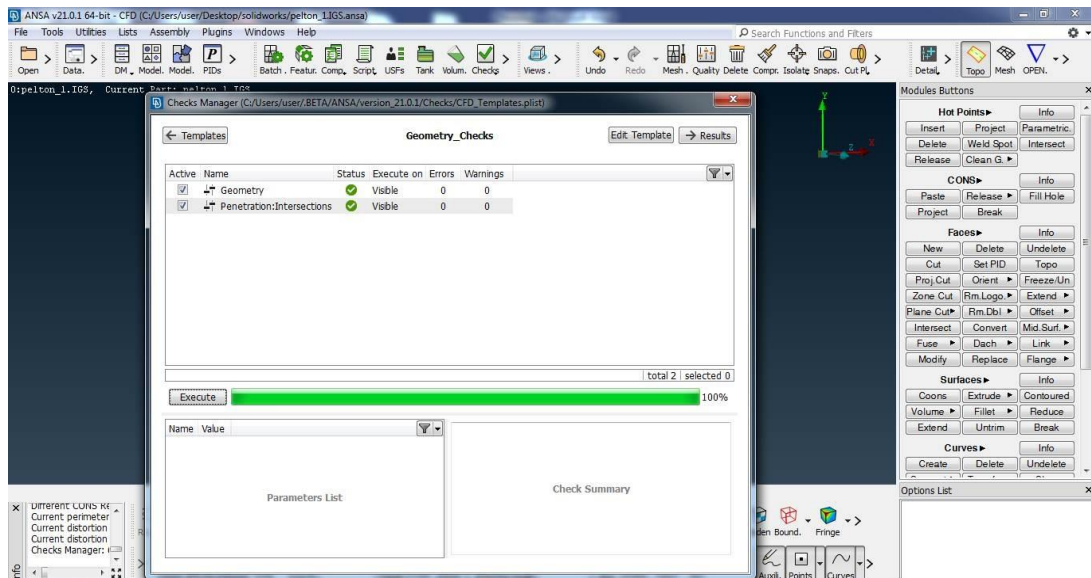 ANSA v21.0.1 64-bit - CFD (C:/Users/user/Desktop/solidworks/pelton_1.IGS.ansa)
File Tools Utilities Lists Assembly Plugins Windows Help
Search Functions and Filters
Open Data. DM Model. Model. PIDs Batch. Featur. Comp. Script USFs Tank Volum. Checks Views. Undo Redo Mesh. Quality Delete Compr. Isolate Snaps. Cut Pl. Detail Topo Mesh OPEN.
0:pelton_1.IGS, Current Part: pelton_1.IGS
Checks Manager (C:/Users/user/.BETA/ANSA/version_21.0.1/Checks/CFD_Templates.plist)
Templates
Geometry_Checks
Edit Template
Results
Active Name Status Execute on Errors Warnings
Geometry Visible 0 0
Penetration:Intersections Visible 0 0
total 2 selected 0
Execute
100%
Name Value
Parameters List
Check Summary
Y
Z
X
Modules Buttons
Hot Points Info
Insert Project Parametric.
Delete Weld Spot Intersect
Release Clean G.
CONS Info
Paste Release Fill Hole
Project Break
Faces Info
New Delete Undelete
Cut Set PID Topo
Proj.Cut Orient Freeze/Un
Zone Cut Rm.Logo. Extend
Plane Cut Rm.Dbl Offset
Intersect Convert Mid.Surf.
Fuse Dach Link
Modify Replace Flange
Surfaces Info
Coons Extrude Contoured
Volume Fillet Reduce
Extend Untrim Break
Curves Info
Create Delete Undelete
Options List
Different CONS Re
Current perimeter
Current distortion
Current distortion
Checks Manager:
Info
den Bound. Fringe
Auxili. Points Curves